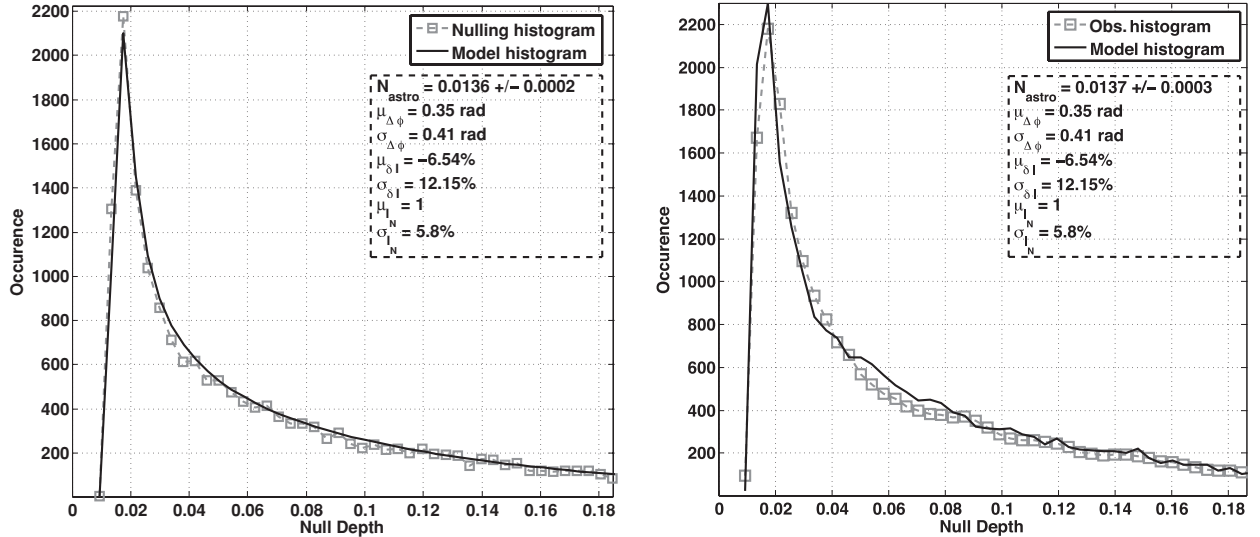 2200
2000
1800
1600
1400
1200
1000
800
600
400
200
0
0.02
0.04
0.06
0.08
0.1
0.12
0.14
0.16
0.18
Occurence
Null Depth
Nulling histogram
Model histogram
N_astro = 0.0136 +/− 0.0002
μ_Δϕ = 0.35 rad
σ_Δϕ = 0.41 rad
μ_δI = −6.54%
σ_δI = 12.15%
μ_I_N = 1
σ_I_N = 5.8%
2200
2000
1800
1600
1400
1200
1000
800
600
400
200
0
0.02
0.04
0.06
0.08
0.1
0.12
0.14
0.16
0.18
Occurence
Null Depth
Obs. histogram
Model histogram
N_astro = 0.0137 +/− 0.0003
μ_Δϕ = 0.35 rad
σ_Δϕ = 0.41 rad
μ_δI = −6.54%
σ_δI = 12.15%
μ_I_N = 1
σ_I_N = 5.8%